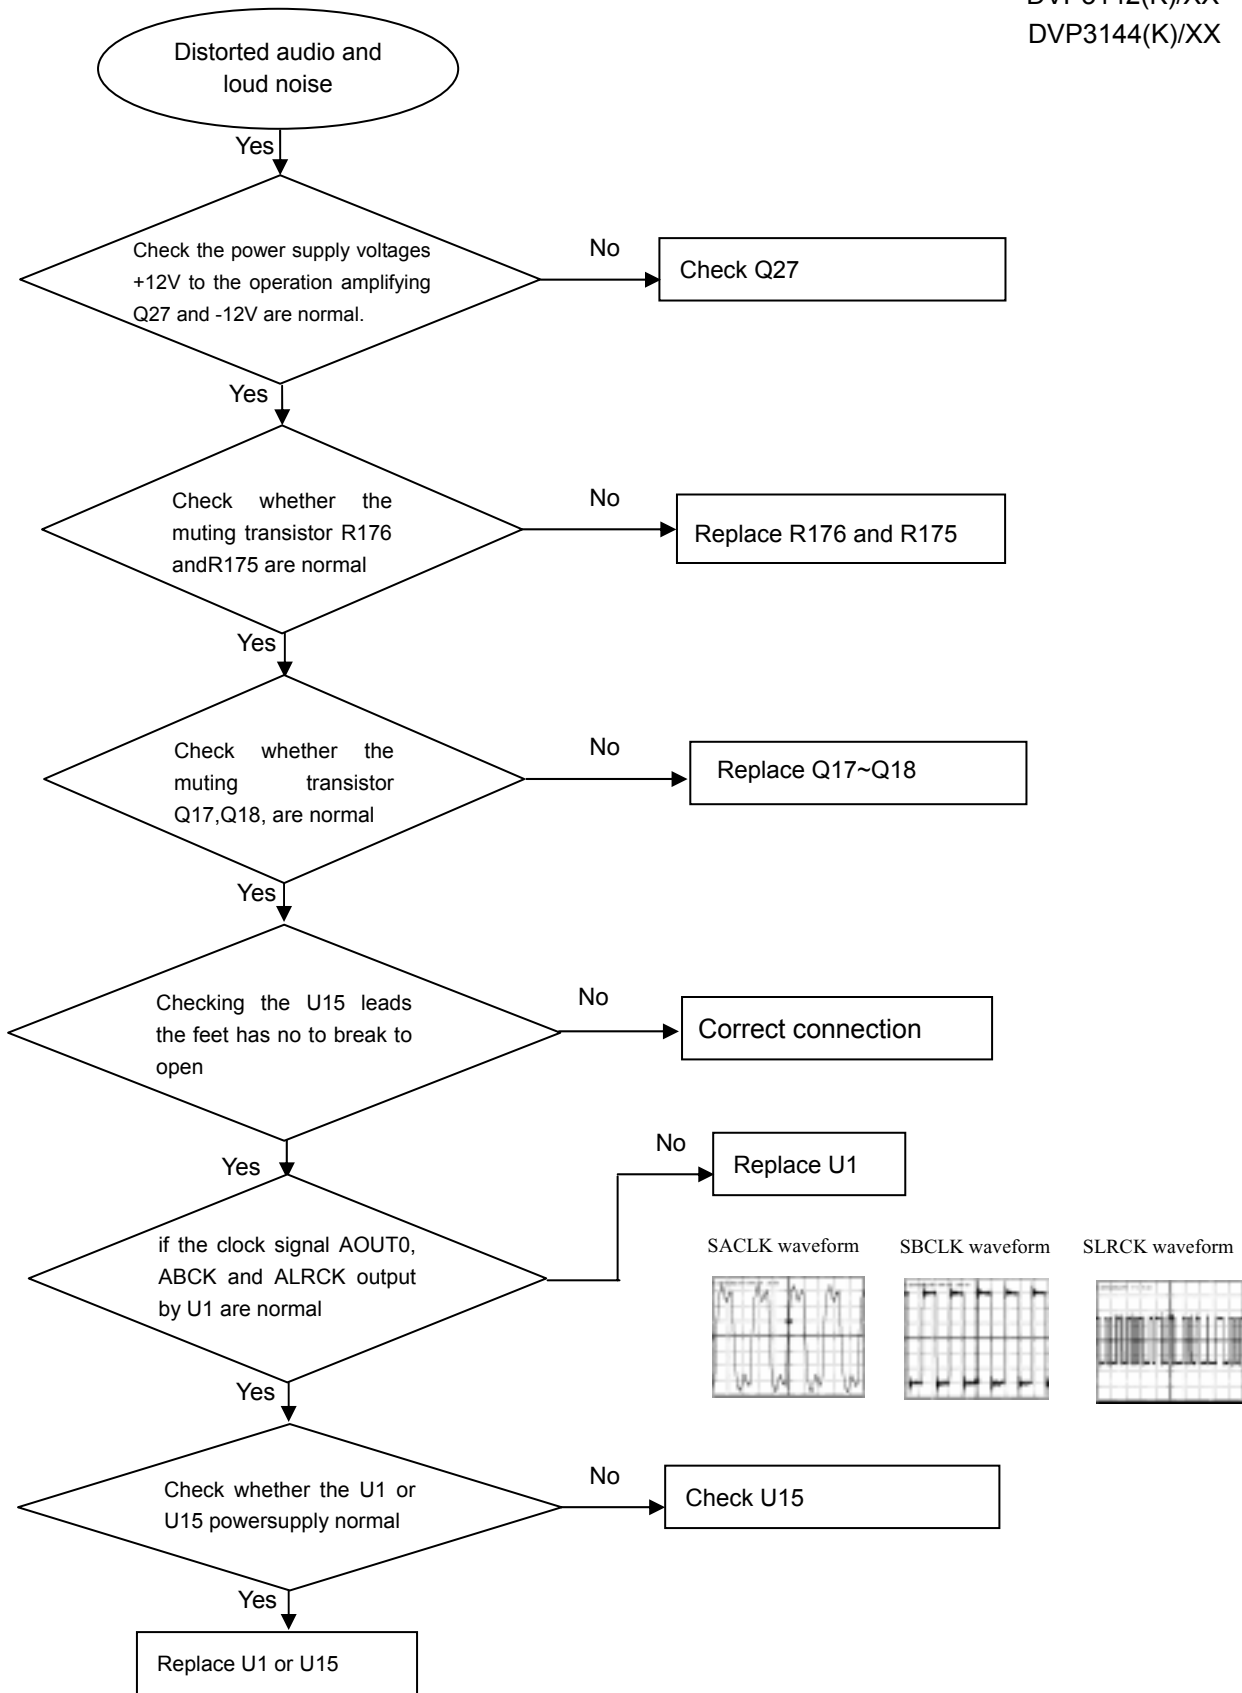 DVP3142(K)/XX
DVP3144(K)/XX
Distorted audio and
loud noise
Yes
Check the power supply voltages
+12V to the operation amplifying
Q27 and -12V are normal.
No
Check Q27
Yes
Check whether the
muting transistor R176
andR175 are normal
No
Replace R176 and R175
Yes
Check whether the
muting transistor
Q17,Q18, are normal
No
Replace Q17~Q18
Yes
Checking the U15 leads
the feet has no to break to
open
No
Correct connection
Yes
if the clock signal AOUT0,
ABCK and ALRCK output
by U1 are normal
No
Replace U1
SACLK waveform
SBCLK waveform
SLRCK waveform
Yes
Check whether the U1 or
U15 powersupply normal
No
Check U15
Yes
Replace U1 or U15